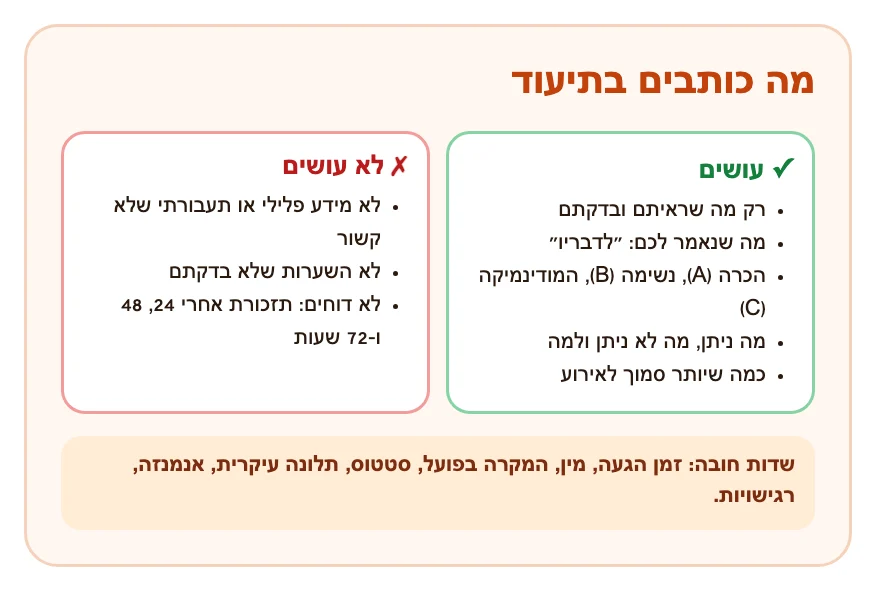 מה כותבים בתיעוד
✓ עושים
• רק מה שראיתם ובדקתם
• מה שנאמר לכם: ״לדבריו״
• הכרה (A), נשימה (B), המודינמיקה
(C)
• מה ניתן, מה לא ניתן ולמה
• כמה שיותר סמוך לאירוע
✗ לא עושים
• לא מידע פלילי או תעבורתי שלא
קשור
• לא השערות שלא בדקתם
• לא דוחים: תזכורת אחרי 24, 48
ו-72 שעות
שדות חובה: זמן הגעה, מין, המקרה בפועל, סטטוס, תלונה עיקרית, אנמנזה,
רגישויות.